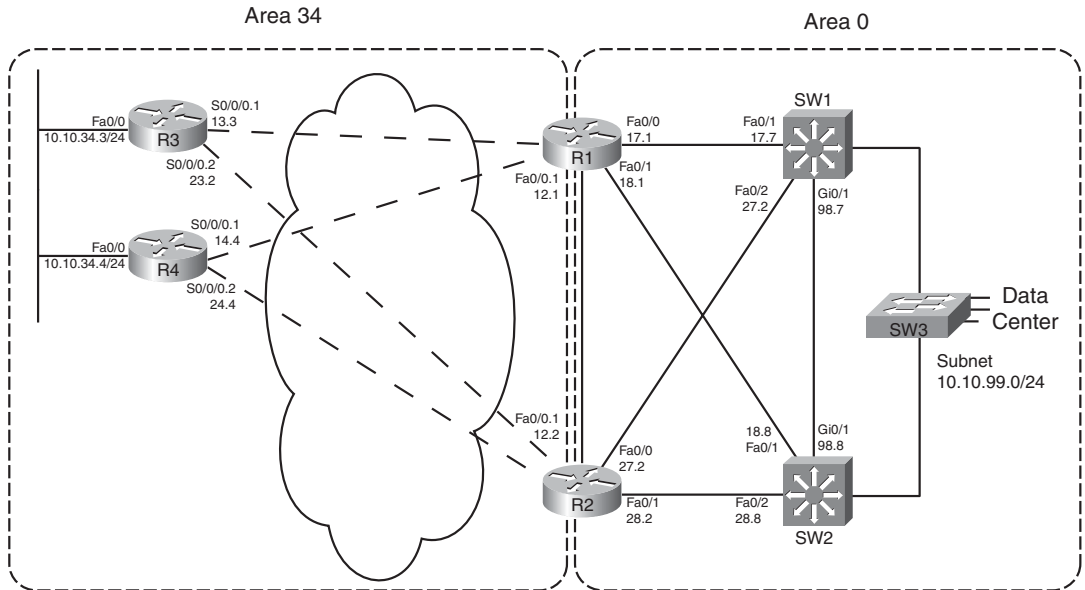 Area 34
Area 0
Fa0/0
10.10.34.3/24
R3
S0/0/0.1
13.3
S0/0/0.2
23.2
Fa0/0
10.10.34.4/24
R4
S0/0/0.1
14.4
S0/0/0.2
24.4
R1
Fa0/0
17.1
Fa0/1
18.1
Fa0/0.1
12.1
Fa0/0.1
12.2
R2
Fa0/0
27.2
Fa0/1
28.2
SW1
Fa0/1
17.7
Fa0/2
27.2
Gi0/1
98.7
18.8
Fa0/1
Gi0/1
98.8
Fa0/2
28.8
SW2
SW3
Data
Center
Subnet
10.10.99.0/24